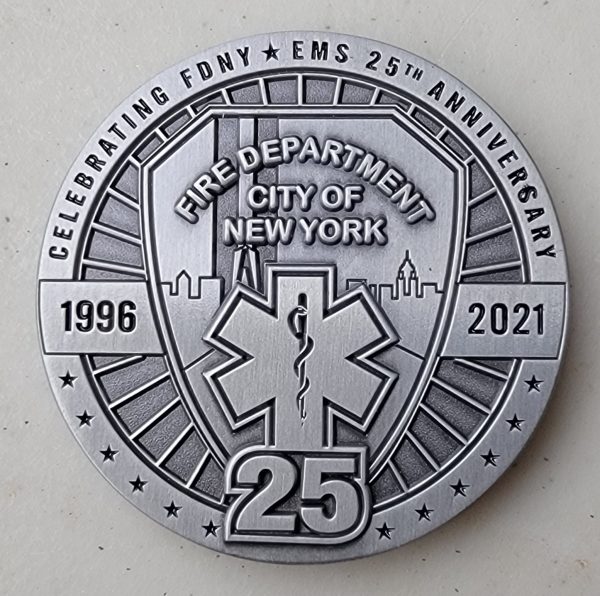 CELEBRATING FDNY ★ EMS 25TH ANNIVERSARY
FIRE DEPARTMENT
CITY OF
NEW YORK
1996
2021
25